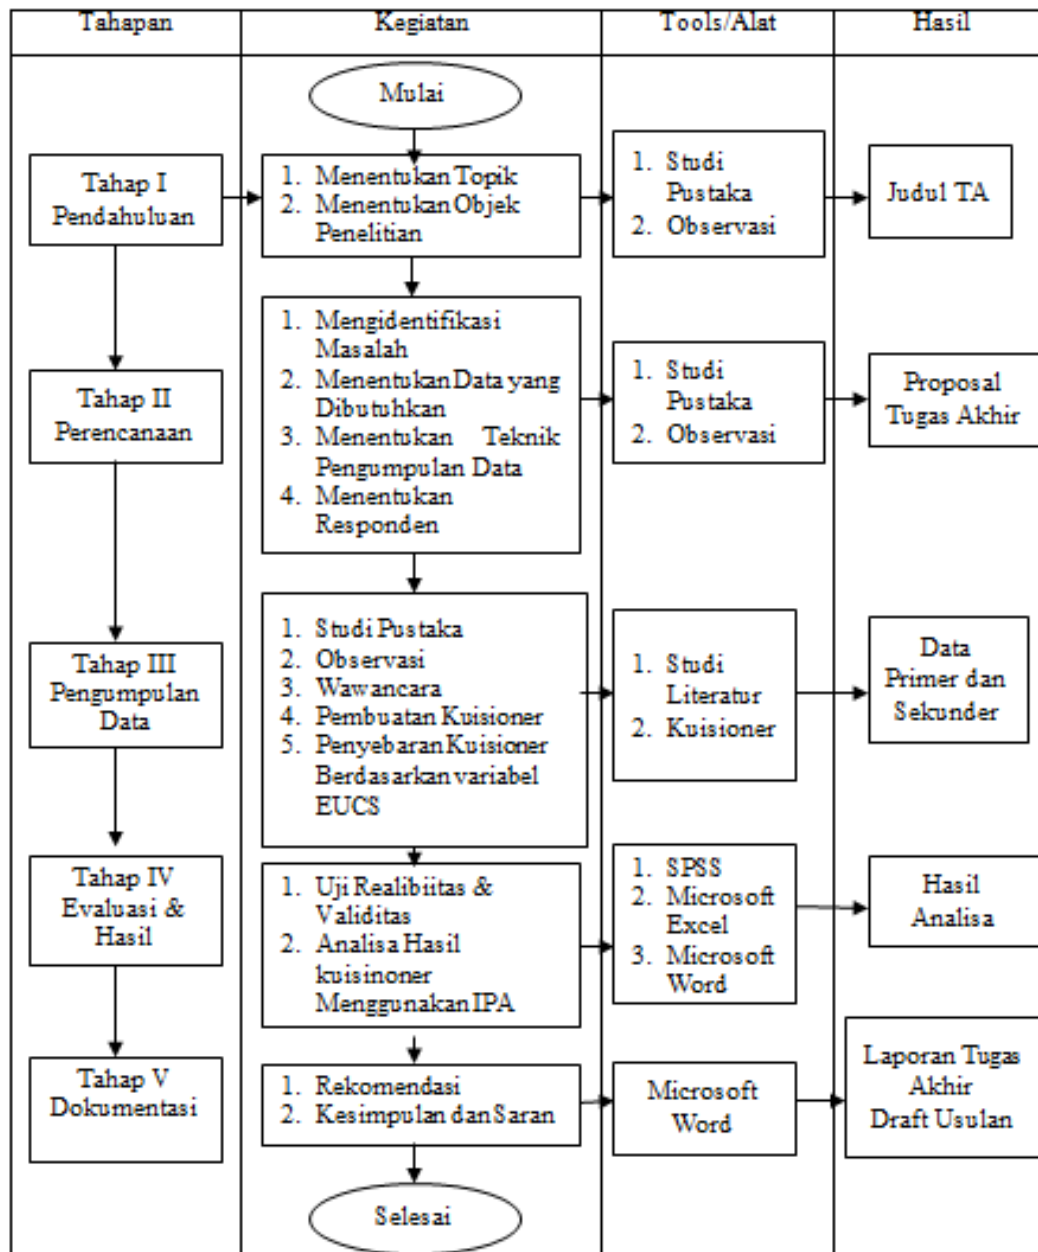 Tahapan
Kegiatan
Tools/Alat
Hasil
Mulai
Tahap I
Pendahuluan
1. Menentukan Topik
2. Menentukan Objek
Penelitian
1. Studi
Pustaka
2. Observasi
Judul TA
Tahap II
Perencanaan
1. Mengidentifikasi
Masalah
2. Menentukan Data yang
Dibutuhkan
3. Menentukan Teknik
Pengumpulan Data
4. Menentukan
Responden
1. Studi
Pustaka
2. Observasi
Proposal
Tugas Akhir
Tahap III
Pengumpulan
Data
1. Studi Pustaka
2. Observasi
3. Wawancara
4. Pembuatan Kuisioner
5. Penyebaran Kuisioner
Berdasarkan variabel
EUCS
1. Studi
Literatur
2. Kuisioner
Data
Primer dan
Sekunder
Tahap IV
Evaluasi &
Hasil
1. Uji Realibiitas &
Validitas
2. Analisa Hasil
kuisinoner
Menggunakan IPA
1. SPSS
2. Microsoft
Excel
3. Microsoft
Word
Hasil
Analisa
Tahap V
Dokumentasi
1. Rekomendasi
2. Kesimpulan dan Saran
Microsoft
Word
Laporan Tugas
Akhir
Draft Usulan
Selesai